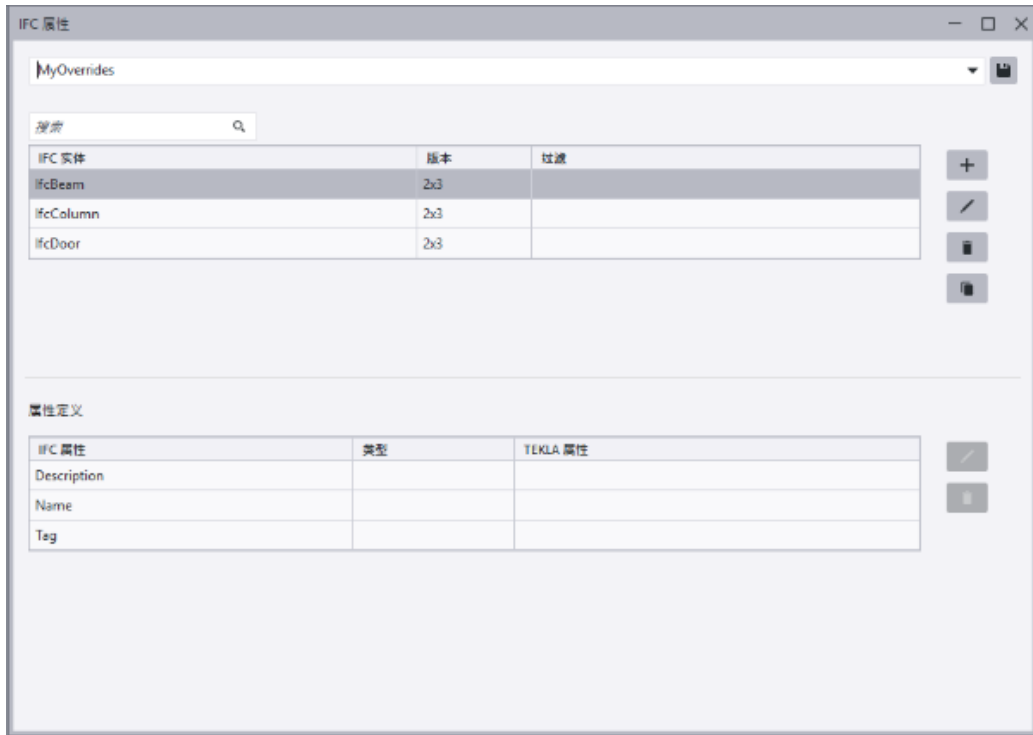 IFC 属性
MyOverrides
搜索
IFC 实体 版本 过滤
IfcBeam 2x3
IfcColumn 2x3
IfcDoor 2x3
属性定义
IFC 属性 类型 TEKLA 属性
Description
Name
Tag